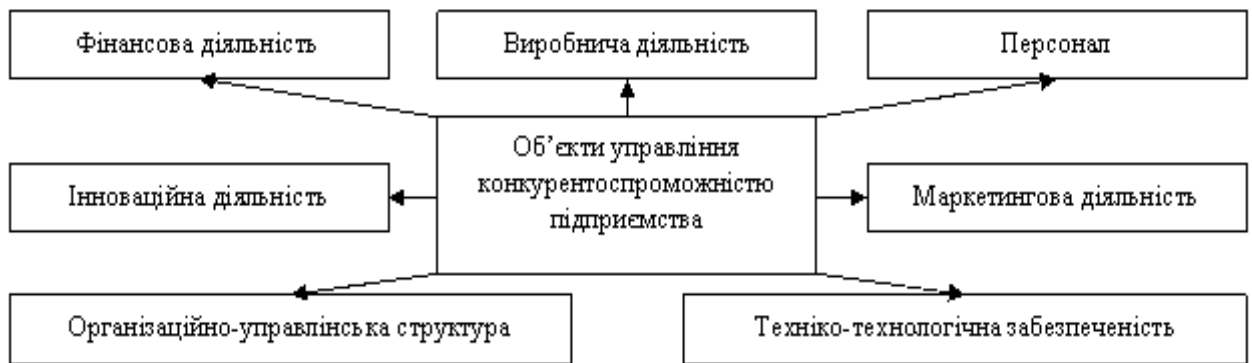 Фінансова діяльність
Виробнича діяльність
Персонал
Об’єкти управління
конкурентоспроможністю
підприємства
Інноваційна діяльність
Маркетингова діяльність
Організаційно-управлінська структура
Техніко-технологічна забезпеченість